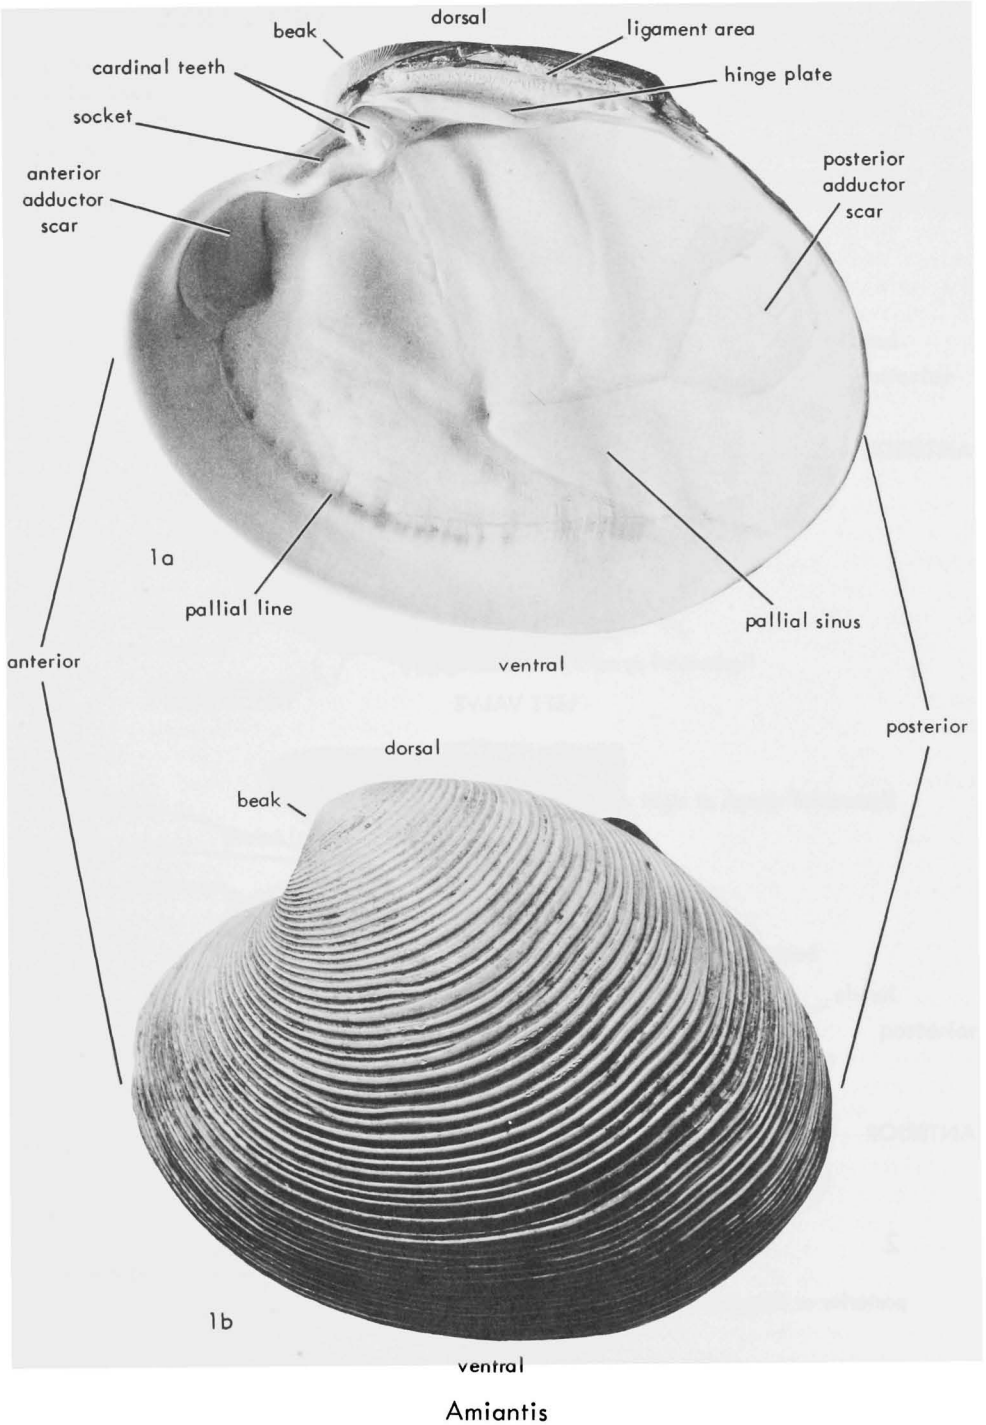 dorsal
beak
ligament area
cardinal teeth
hinge plate
socket
anterior
adductor
scar
posterior
adductor
scar
1a
pallial line
pallial sinus
anterior
ventral
posterior
dorsal
beak
1b
ventral
Amiantis